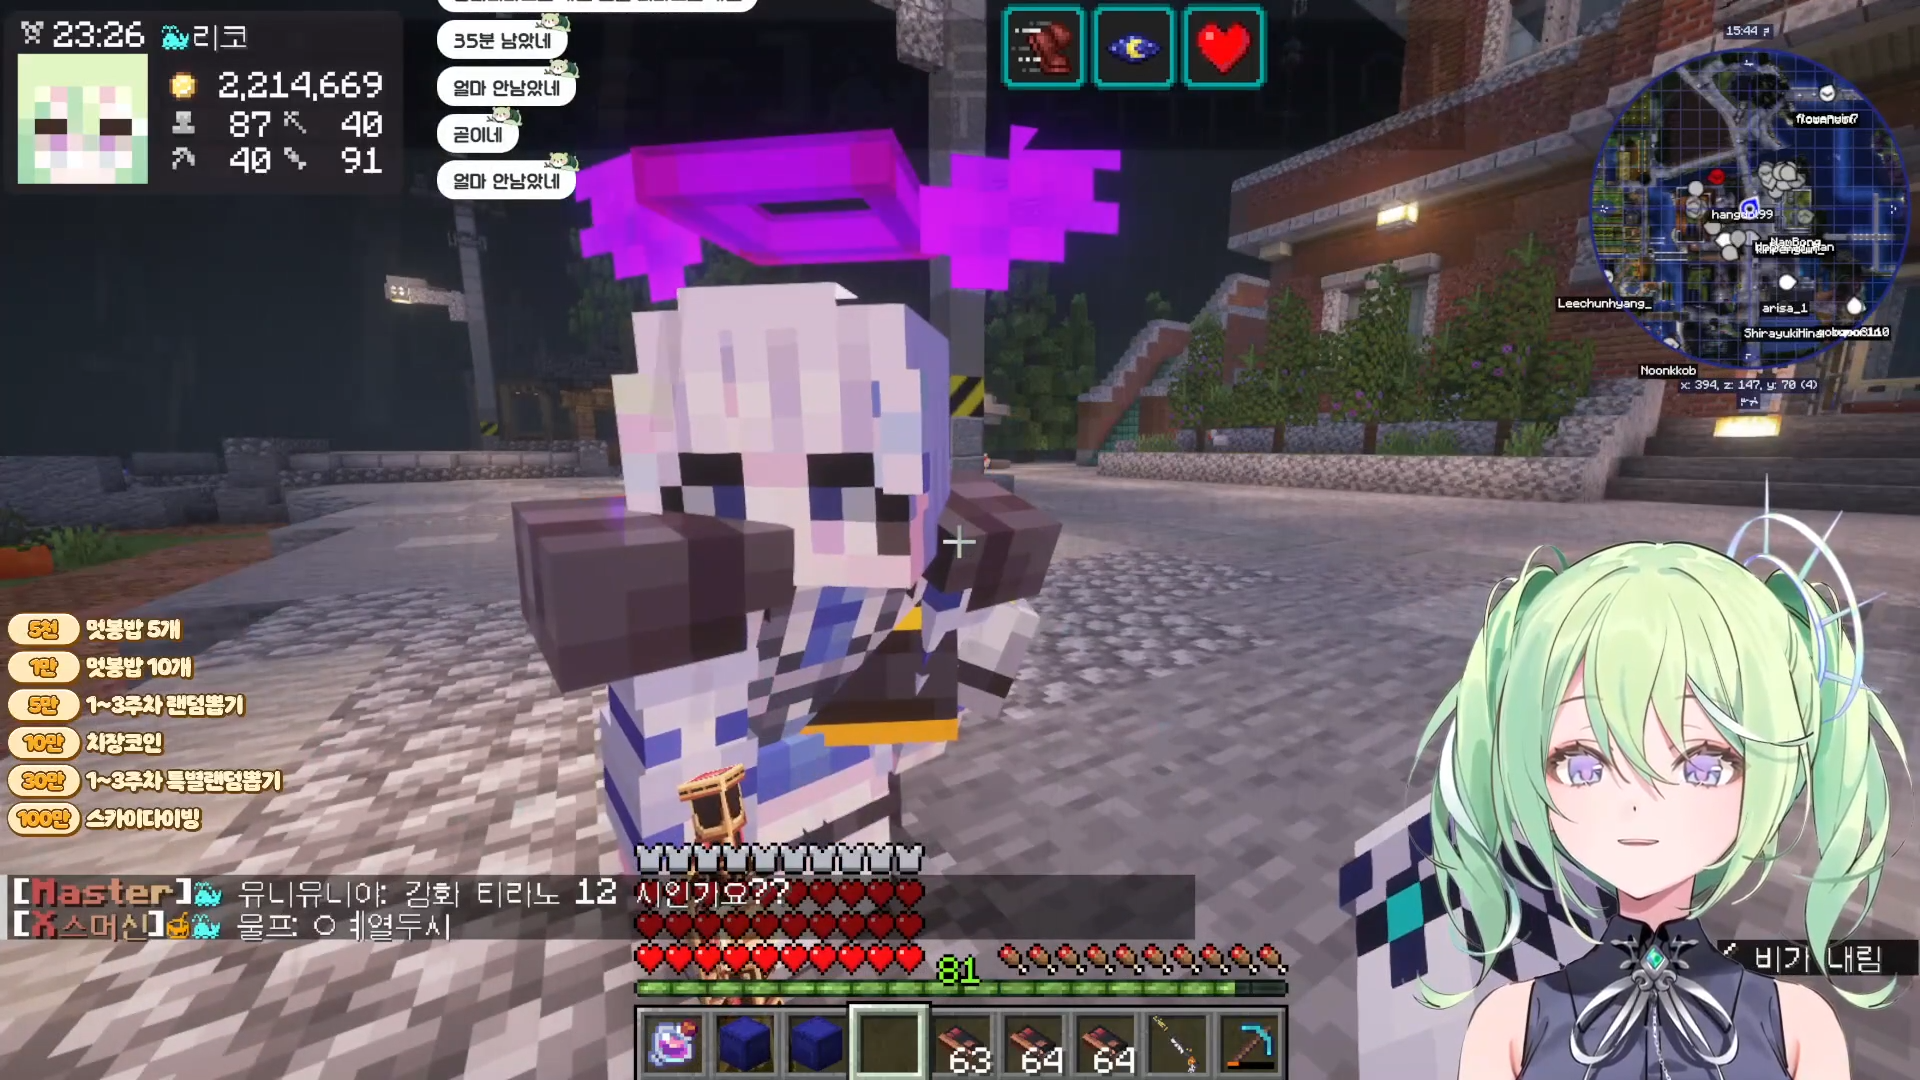 23:26 리코
2,214,669
87 40
40 91
35분 남았네
얼마 안남았네
곧이네
얼마 안남았네
15:44
hangdol99
NamBong
Leechunhyang_
arisa_1
Noonkkob
x: 394, z: 147, y: 70 (4)
5천 멋봉밥 5개
1만 멋봉밥 10개
5만 1~3주차 랜덤뽑기
10만 치장코인
30만 1~3주차 특별랜덤뽑기
100만 스카이다이빙
[Master] 유니유니야: 강화 티라노 12 시인가요??
[X스머신] 울프: ㅇ ㅖ열두시
비가 내림
81
63 64 64